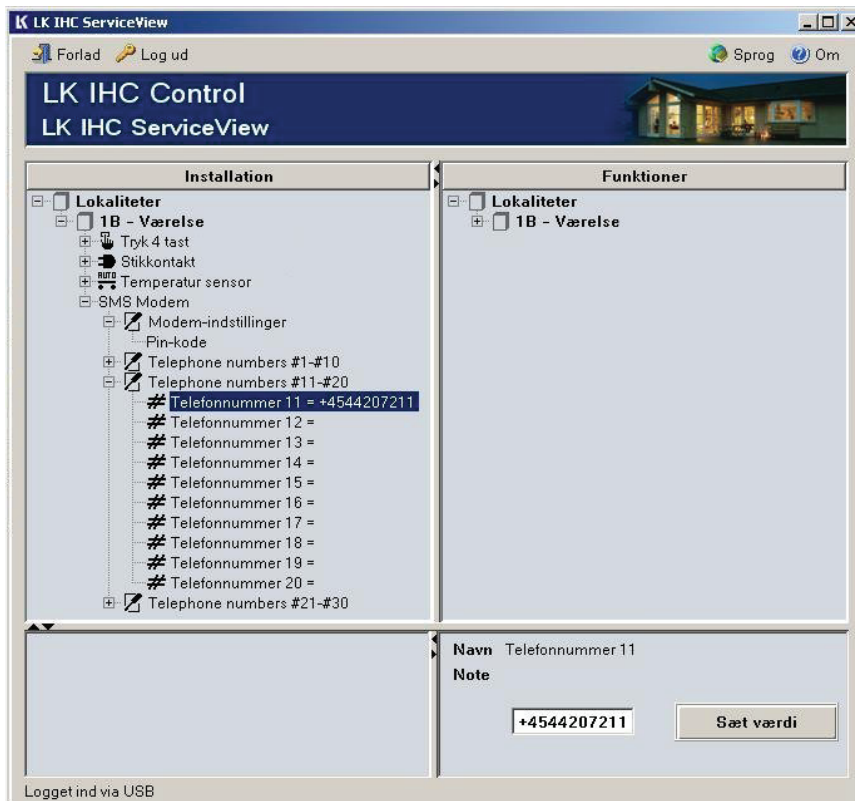 LK IHC ServiceView
Forlad Log ud Sprog Om
LK IHC Control
LK IHC ServiceView
Installation
Lokaliteter
1B - Værelse
Tryk 4 tast
Stikkontakt
AUTO Temperatur sensor
SMS Modem
Modem-indstillinger
Pin-kode
Telephone numbers #1-#10
Telephone numbers #11-#20
# Telefonnummer 11 = +4544207211
# Telefonnummer 12 =
# Telefonnummer 13 =
# Telefonnummer 14 =
# Telefonnummer 15 =
# Telefonnummer 16 =
# Telefonnummer 17 =
# Telefonnummer 18 =
# Telefonnummer 19 =
# Telefonnummer 20 =
Telephone numbers #21-#30
Funktioner
Lokaliteter
1B - Værelse
Navn Telefonnummer 11
Note
+4544207211 Sæt værdi
Logget ind via USB